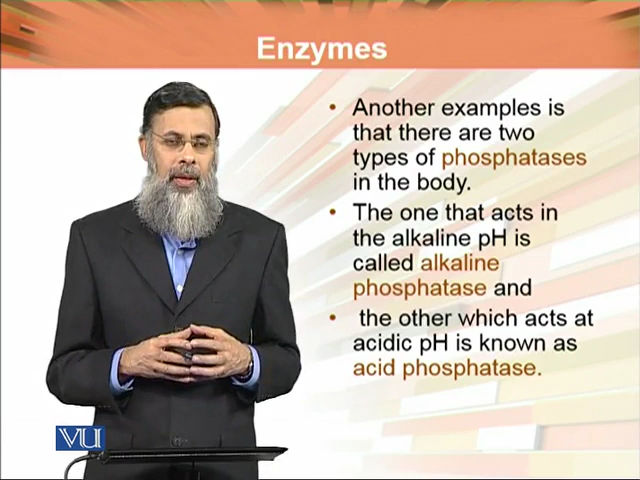 Enzymes
• Another examples is
that there are two
types of phosphatases
in the body.
• The one that acts in
the alkaline pH is
called alkaline
phosphatase and
• the other which acts at
acidic pH is known as
acid phosphatase.
VU